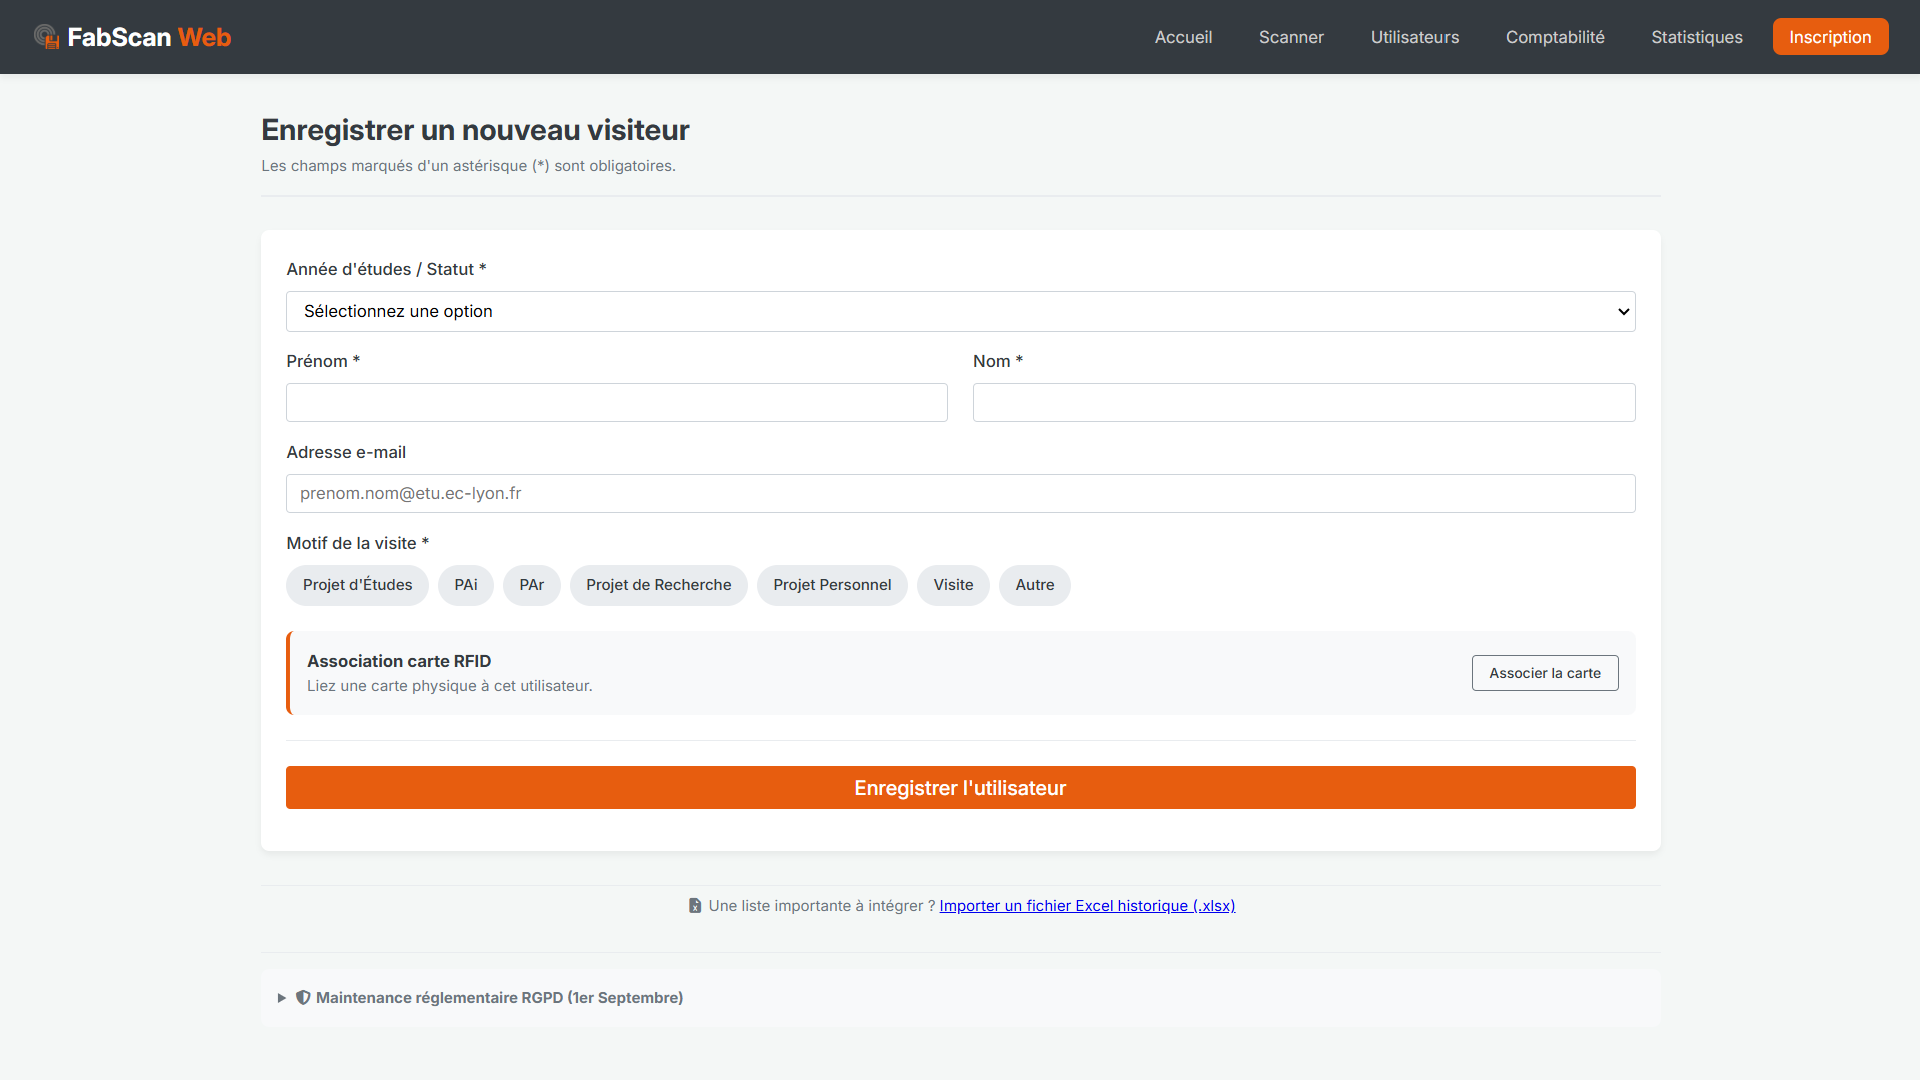 FabScan Web
Accueil
Scanner
Utilisateurs
Comptabilité
Statistiques
Inscription
Enregistrer un nouveau visiteur
Les champs marqués d'un astérisque (*) sont obligatoires.
Année d'études / Statut *
Sélectionnez une option
Prénom *
Nom *
Adresse e-mail
prenom.nom@etu.ec-lyon.fr
Motif de la visite *
Projet d'Études
PAi
PAr
Projet de Recherche
Projet Personnel
Visite
Autre
Association carte RFID
Liez une carte physique à cet utilisateur.
Associer la carte
Enregistrer l'utilisateur
Une liste importante à intégrer ? Importer un fichier Excel historique (.xlsx)
Maintenance réglementaire RGPD (1er Septembre)